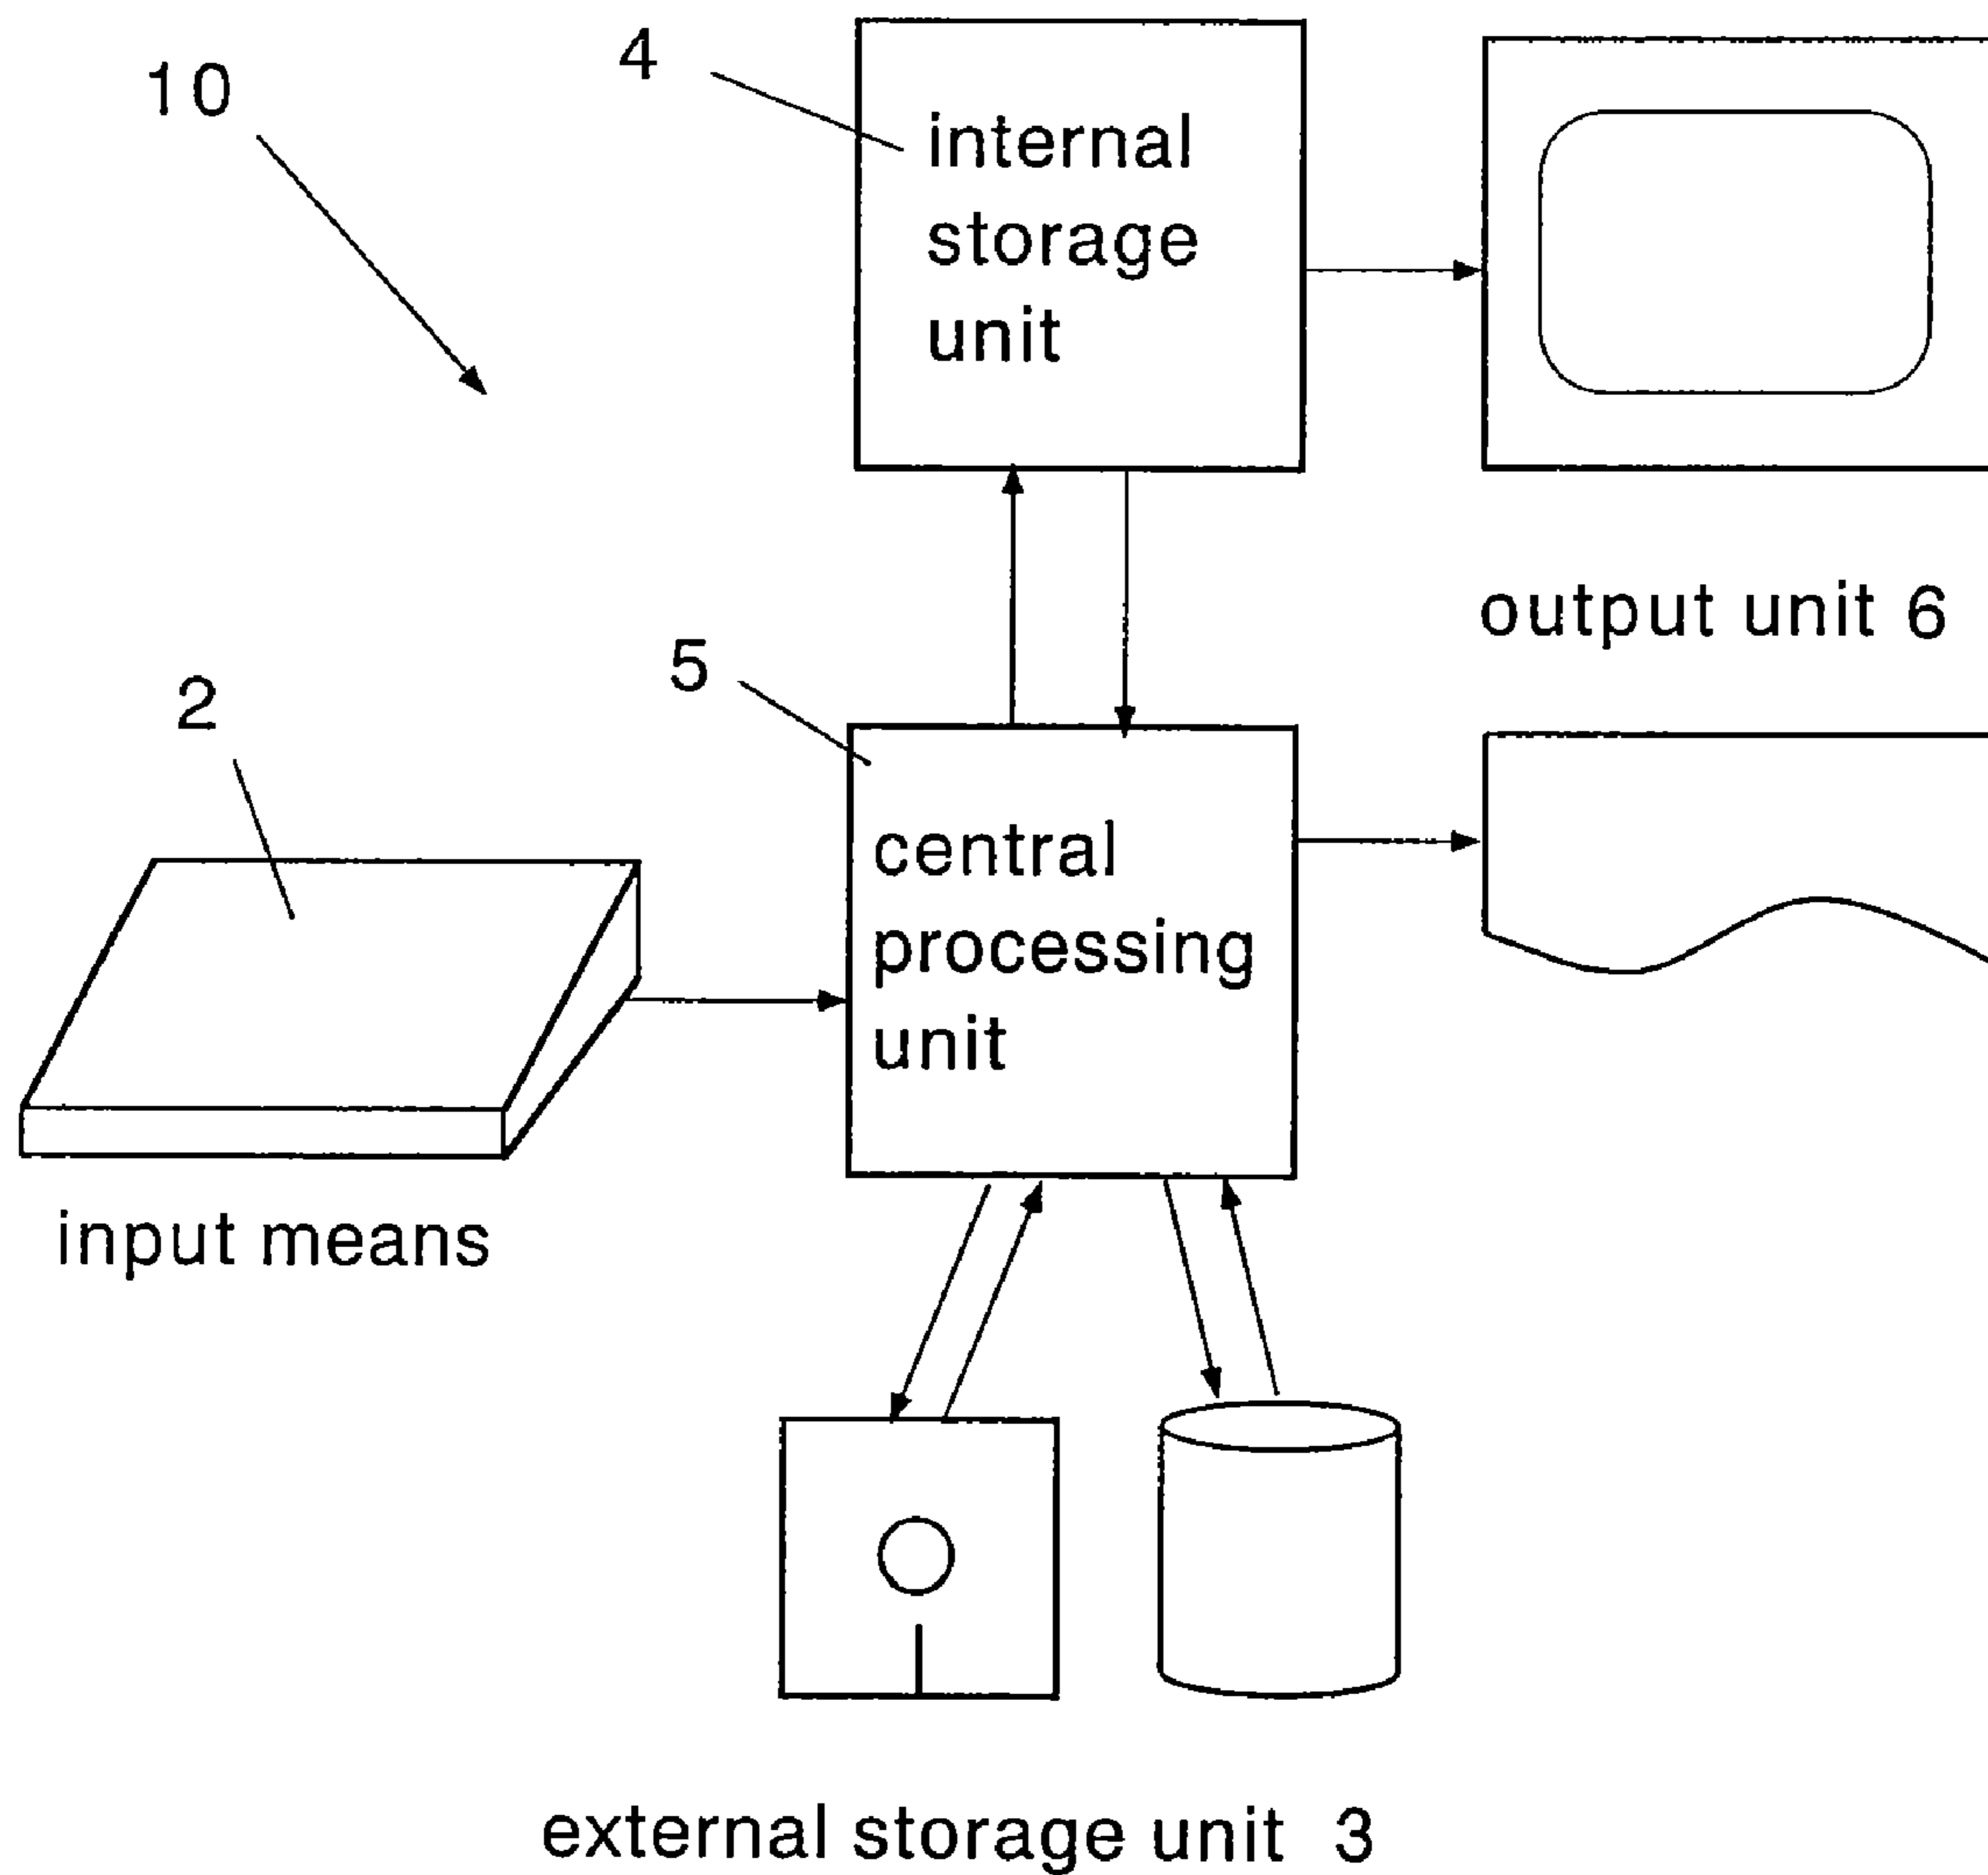 10
4
internal
storage
unit
output unit 6
5
2
central
processing
unit
input means
external storage unit 3